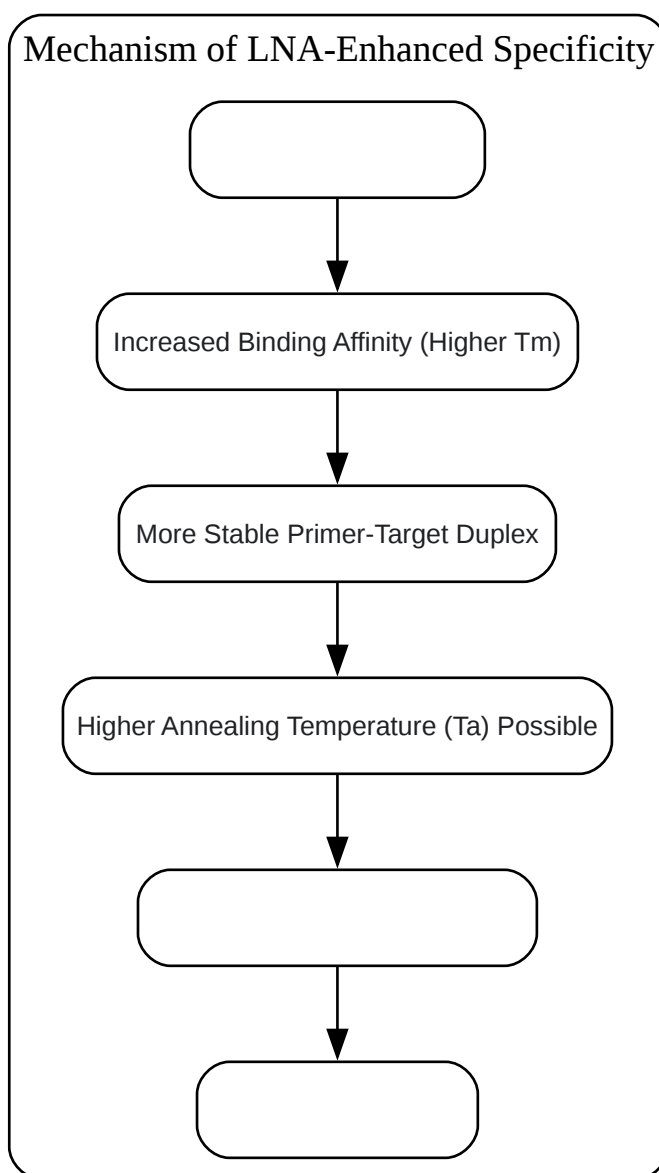 Mechanism of LNA-Enhanced Specificity
Increased Binding Affinity (Higher Tm)
More Stable Primer-Target Duplex
Higher Annealing Temperature (Ta) Possible